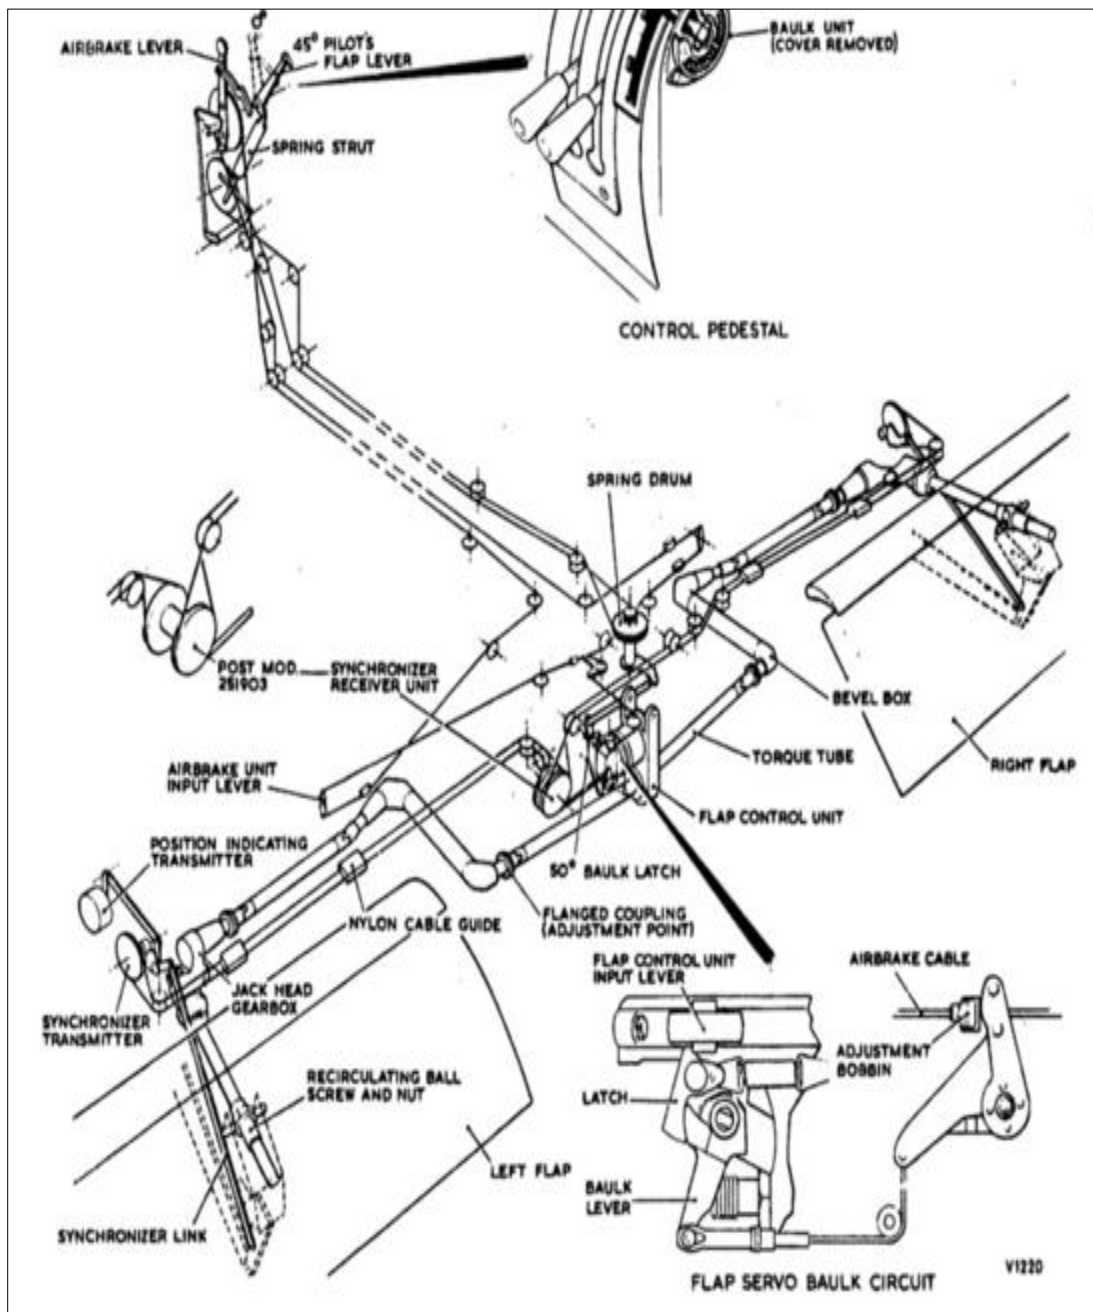 AIRBRAKE LEVER
45° PILOT'S
FLAP LEVER
BAULK UNIT
(COVER REMOVED)
SPRING STRUT
CONTROL PEDESTAL
SPRING DRUM
POST MOD.
251903
SYNCHRONIZER
RECEIVER UNIT
BEVEL BOX
TORQUE TUBE
RIGHT FLAP
AIRBRAKE UNIT
INPUT LEVER
FLAP CONTROL UNIT
POSITION INDICATING
TRANSMITTER
50° BAULK LATCH
NYLON CABLE GUIDE
FLANGED COUPLING
(ADJUSTMENT POINT)
FLAP CONTROL UNIT
INPUT LEVER
AIRBRAKE CABLE
JACK HEAD
GEARBOX
SYNCHRONIZER
TRANSMITTER
ADJUSTMENT
BOBBIN
RECIRCULATING BALL
SCREW AND NUT
LATCH
LEFT FLAP
BAULK
LEVER
SYNCHRONIZER LINK
FLAP SERVO BAULK CIRCUIT
V1220